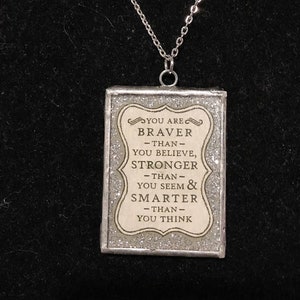 YOU ARE
BRAVER
THAN
YOU BELIEVE,
STRONGER
THAN
YOU SEEM &
SMARTER
THAN
YOU THINK